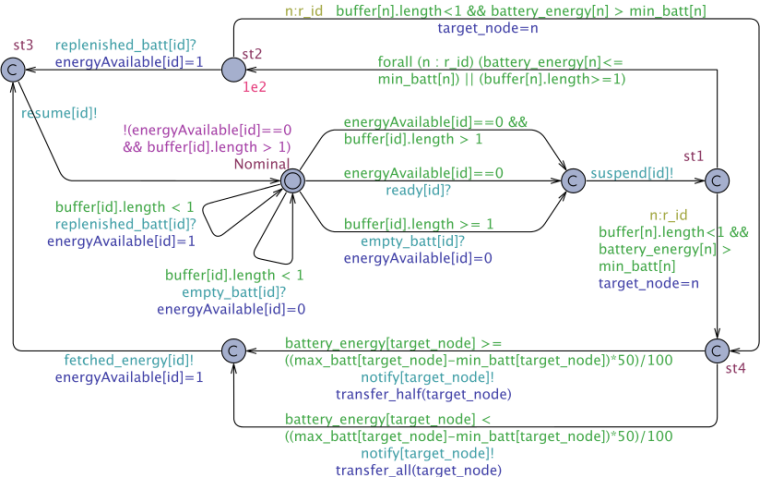 n:r_id buffer[n].length<1 && battery_energy[n] > min_batt[n]
target_node=n
st3
replenished_batt[id]?
energyAvailable[id]=1
st2
forall (n : r_id) (battery_energy[n]<=
min_batt[n]) || (buffer[n].length>=1)
C
1e2
resume[id]!
!(energyAvailable[id]==0
&& buffer[id].length > 1)
Nominal
energyAvailable[id]==0 &&
buffer[id].length > 1
energyAvailable[id]==0
ready[id]?
C
suspend[id]!
st1
C
buffer[id].length < 1
replenished_batt[id]?
energyAvailable[id]=1
buffer[id].length >= 1
empty_batt[id]?
energyAvailable[id]=0
n:r_id
buffer[n].length<1 &&
battery_energy[n] >
min_batt[n]
target_node=n
buffer[id].length < 1
empty_batt[id]?
energyAvailable[id]=0
fetched_energy[id]!
energyAvailable[id]=1
C
battery_energy[target_node] >=
((max_batt[target_node]-min_batt[target_node])*50)/100
notify[target_node]!
transfer_half(target_node)
C
st4
battery_energy[target_node] <
((max_batt[target_node]-min_batt[target_node])*50)/100
notify[target_node]!
transfer_all(target_node)